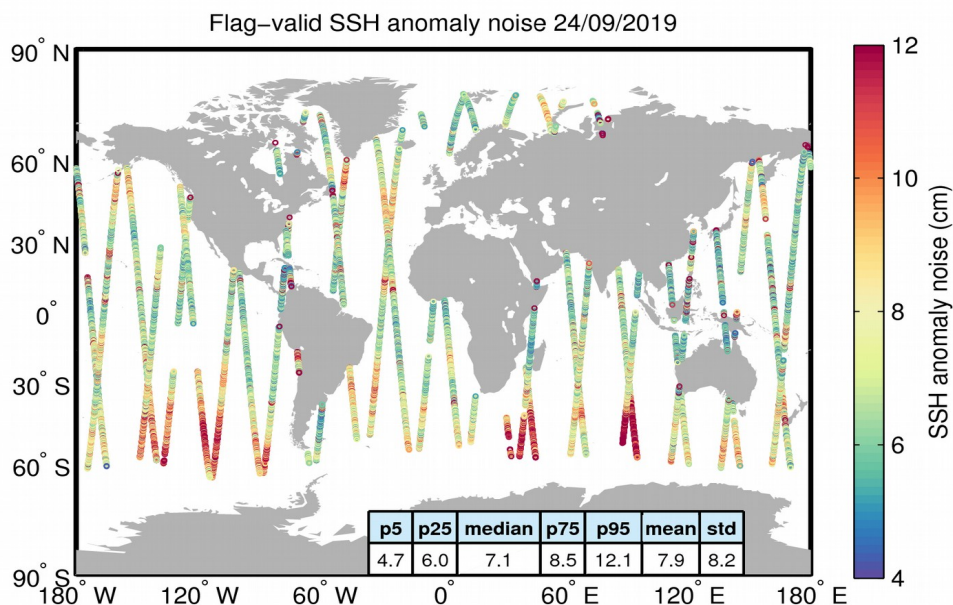 Flag–valid SSH anomaly noise 24/09/2019
90° N
60° N
30° N
0°
30° S
60° S
90° S
180° W
120° W
60° W
0°
60° E
120° E
180° E
p5 p25 median p75 p95 mean std
4.7 6.0 7.1 8.5 12.1 7.9 8.2
12
10
8
6
4
SSH anomaly noise (cm)